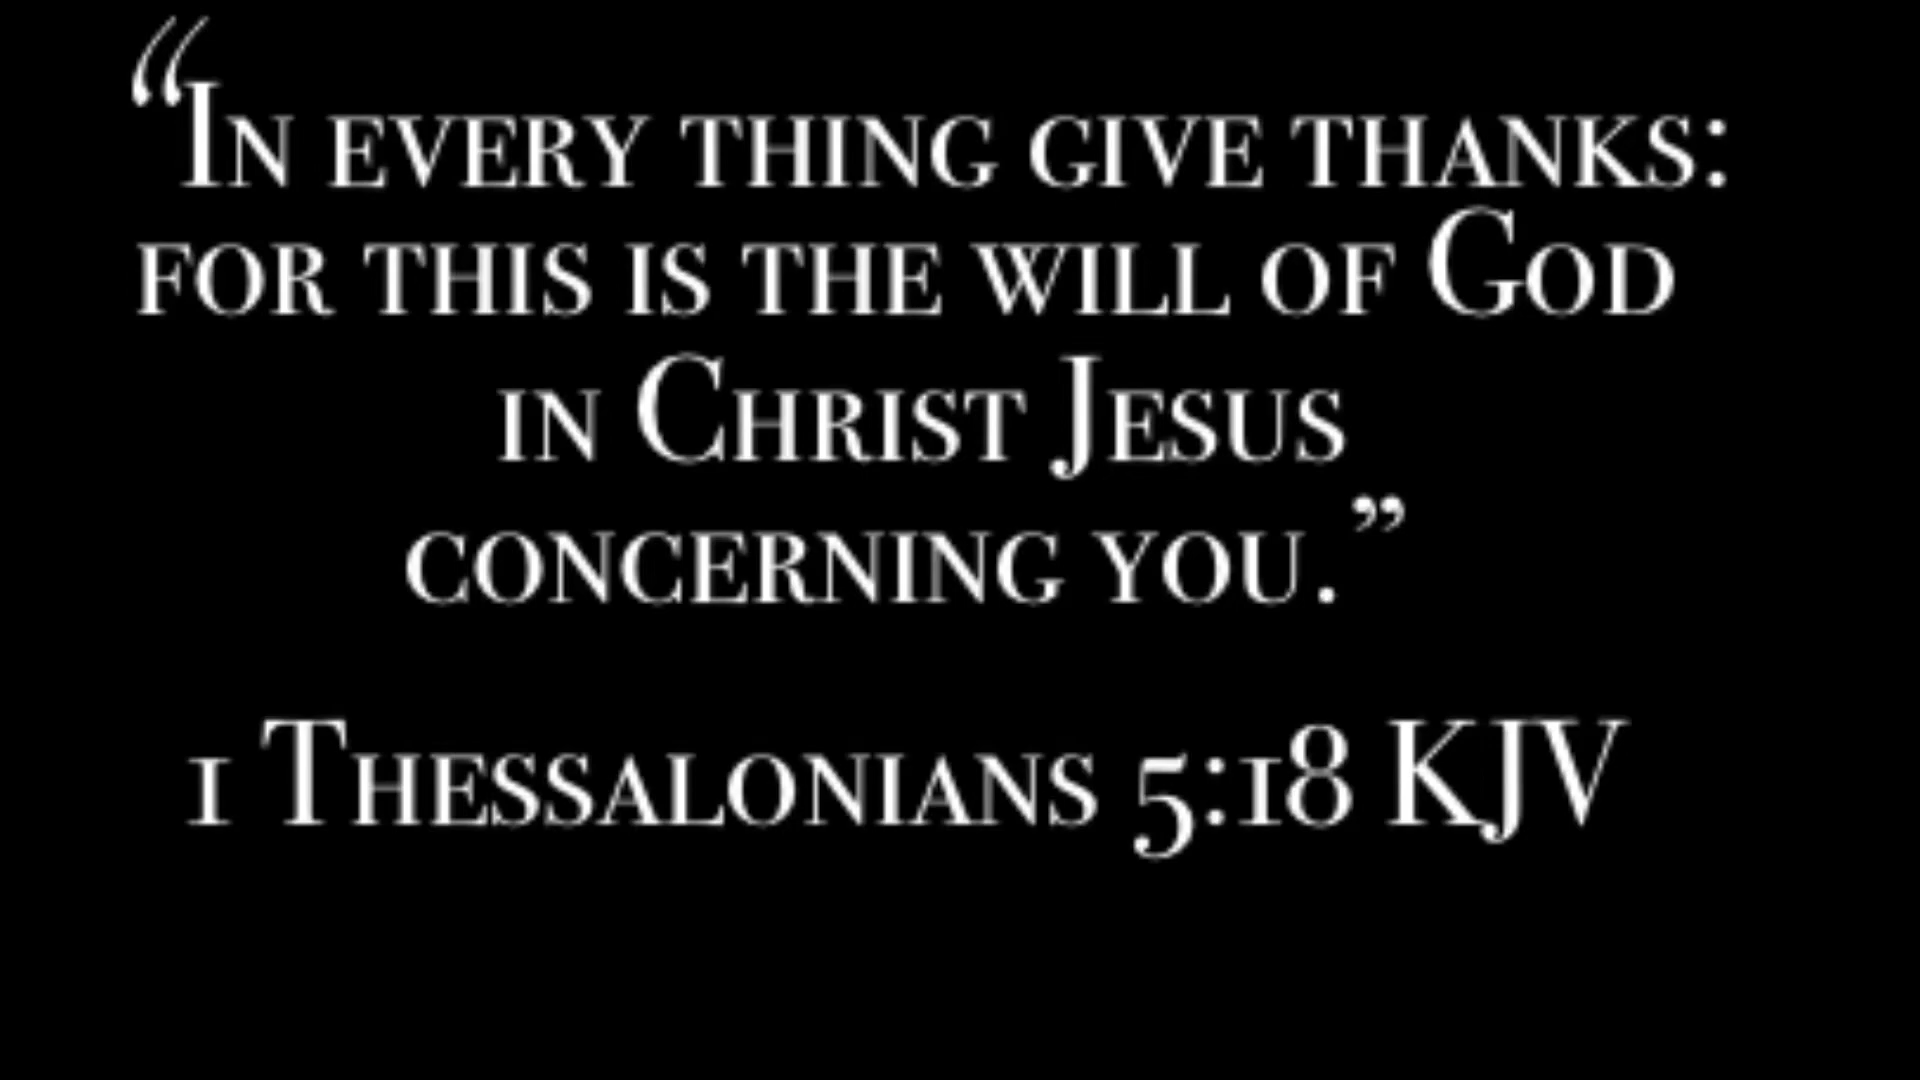 “In every thing give thanks:
for this is the will of God
in Christ Jesus
concerning you.”
1 Thessalonians 5:18 KJV